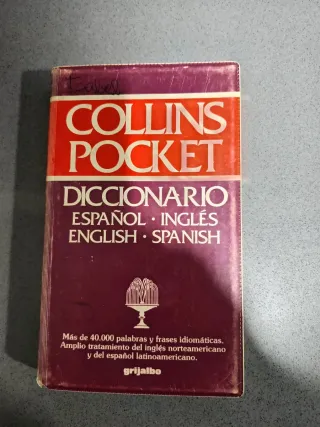 COLLINS
POCKET
DICCIONARIO
ESPAÑOL · INGLÉS
ENGLISH · SPANISH
Más de 40.000 palabras y frases idiomáticas.
Amplio tratamiento del inglés norteamericano
y del español latinoamericano.
grijalbo